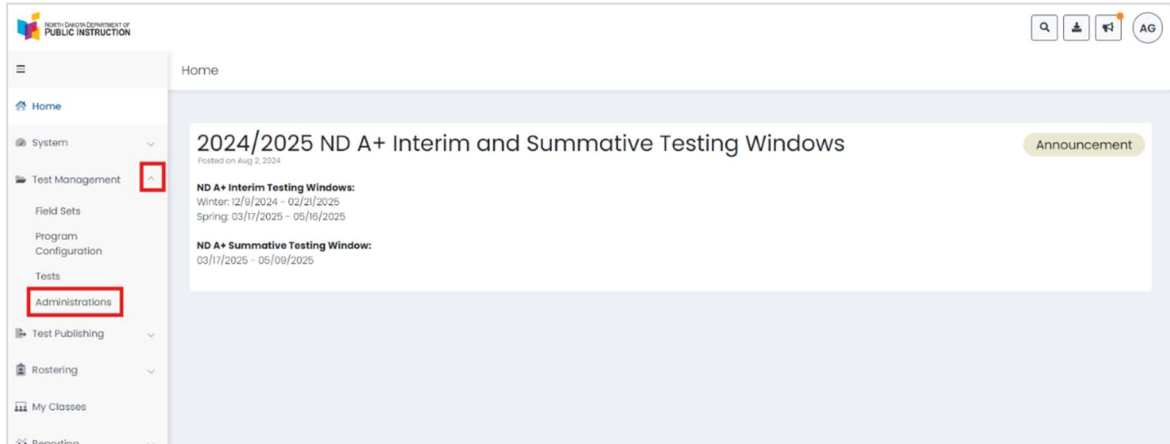 NORTH DAKOTA DEPARTMENT OF
PUBLIC INSTRUCTION
AG
Home
Home
System
Test Management
Field Sets
Program
Configuration
Tests
Administrations
Test Publishing
Rostering
My Classes
Reporting
2024/2025 ND A+ Interim and Summative Testing Windows
Announcement
Posted on Aug 2, 2024
ND A+ Interim Testing Windows:
Winter: 12/9/2024 - 02/21/2025
Spring: 03/17/2025 - 05/16/2025
ND A+ Summative Testing Window:
03/17/2025 - 05/09/2025